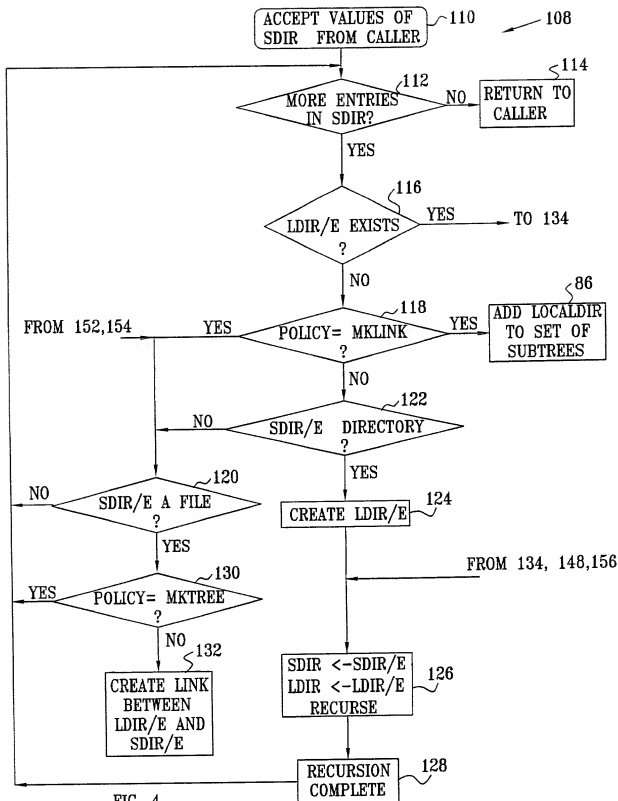 ACCEPT VALUES OF
SDIR FROM CALLER
110
108
112
MORE ENTRIES
IN SDIR?
NO
114
RETURN TO
CALLER
YES
116
LDIR/E EXISTS
?
YES
TO 134
NO
FROM 152,154
YES
118
POLICY= MKLINK
?
YES
86
ADD LOCALDIR
TO SET OF
SUBTREES
NO
122
SDIR/E DIRECTORY
?
NO
YES
120
SDIR/E A FILE
?
NO
YES
CREATE LDIR/E
124
FROM 134, 148,156
130
POLICY= MKTREE
?
YES
NO
132
CREATE LINK
BETWEEN
LDIR/E AND
SDIR/E
SDIR <-SDIR/E
LDIR <-LDIR/E
RECURSE
126
RECURSION
COMPLETE
128
FIG. 4